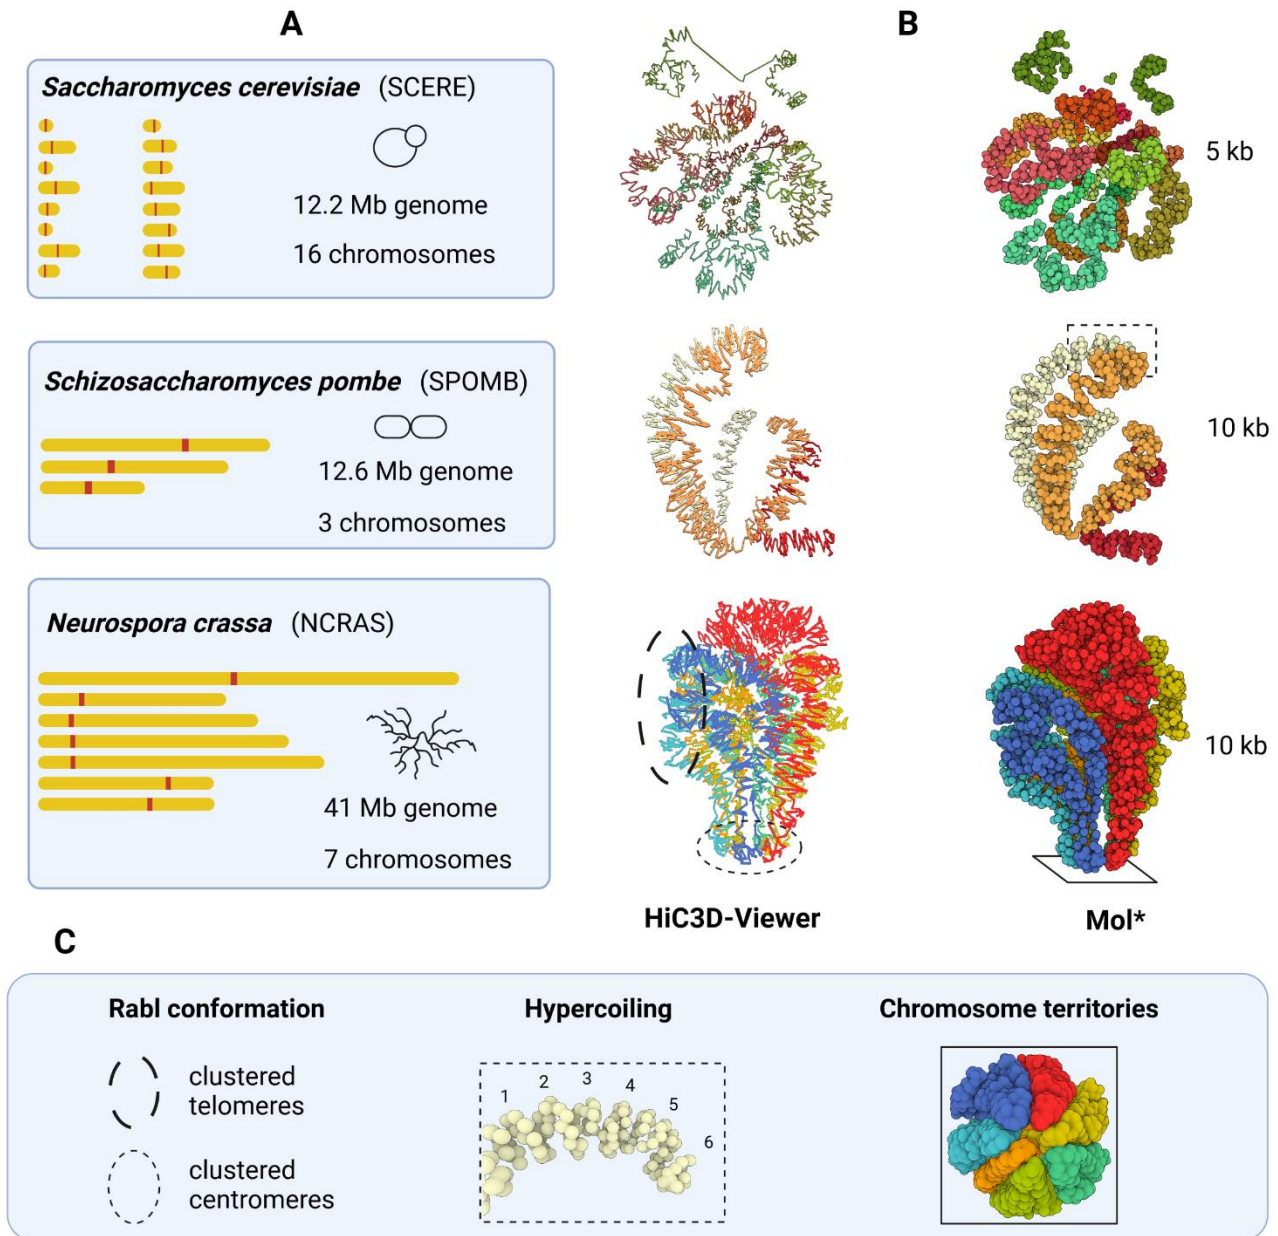 A
B
Saccharomyces cerevisiae (SCERE)
12.2 Mb genome
16 chromosomes
5 kb
Schizosaccharomyces pombe (SPOMB)
12.6 Mb genome
3 chromosomes
10 kb
Neurospora crassa (NCRAS)
41 Mb genome
7 chromosomes
10 kb
HiC3D-Viewer
Mol*
C
Rabl conformation
clustered
telomeres
clustered
centromeres
Hypercoiling
1 2 3 4 5 6
Chromosome territories